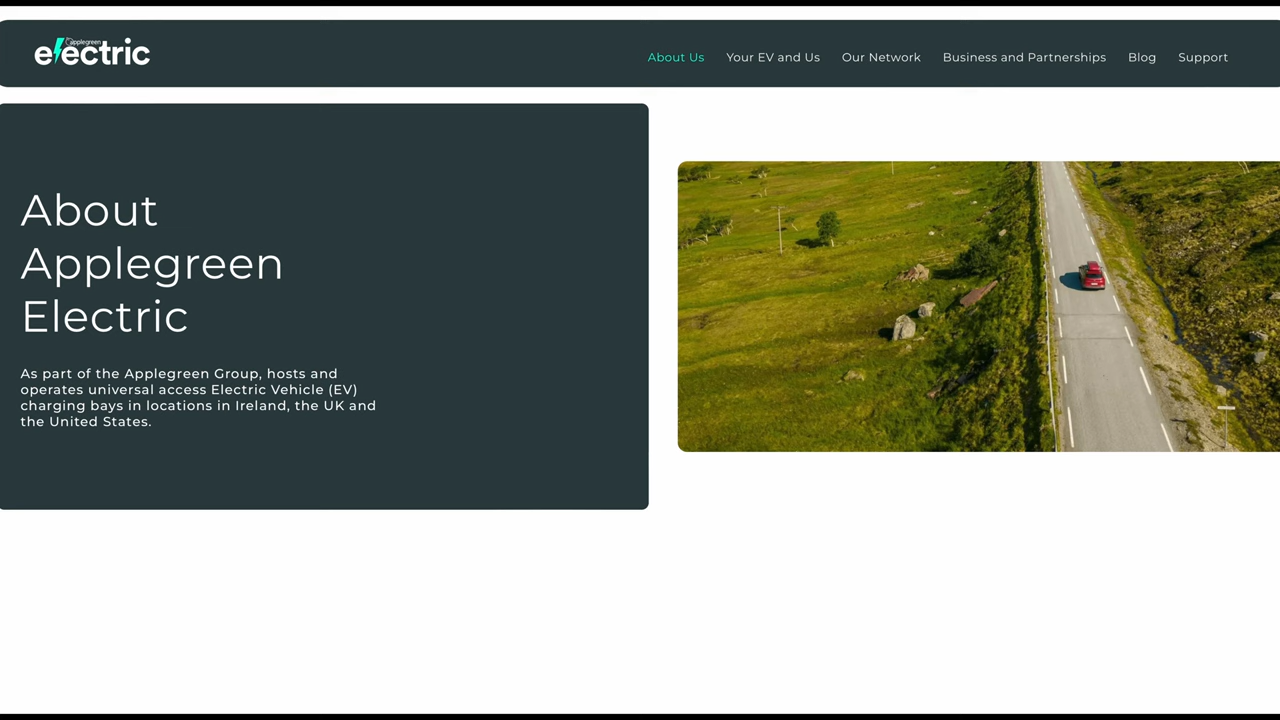 applegreen
electric
About Us Your EV and Us Our Network Business and Partnerships Blog Support
About
Applegreen
Electric
As part of the Applegreen Group, hosts and
operates universal access Electric Vehicle (EV)
charging bays in locations in Ireland, the UK and
the United States.